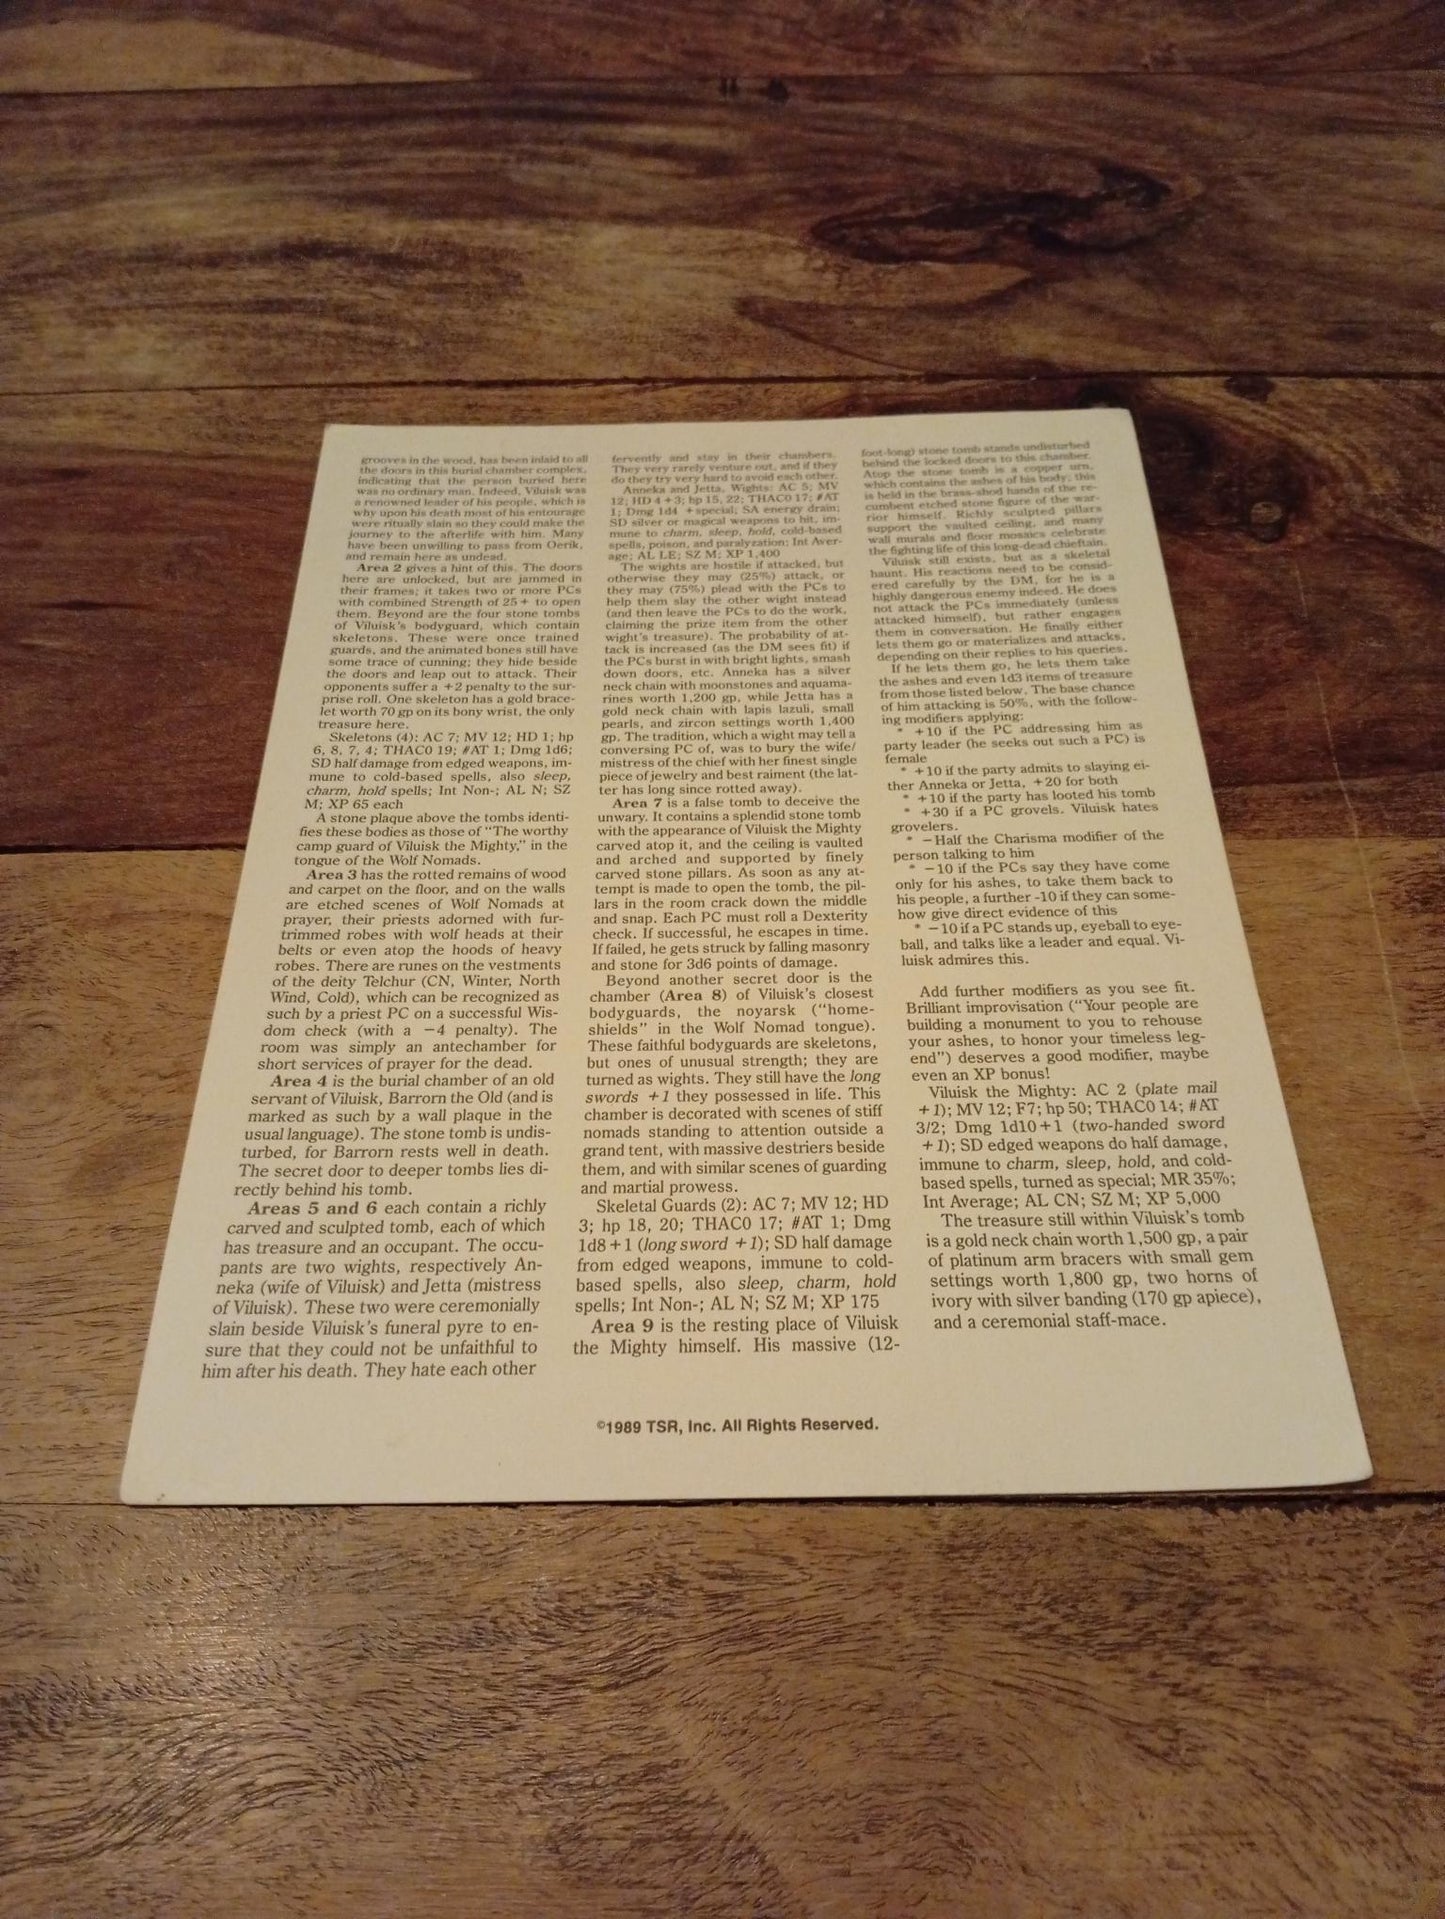 grooves in the wood, has been inlaid to all
the doors in this burial chamber complex,
indicating that the person buried here
was no ordinary man. Indeed, Viluisk was
a renowned leader of his people, which is
why upon his death most of his entourage
were ritually slain so they could make the
journey to the afterlife with him. Many
have been unwilling to pass from Oerik,
and remain here as undead.
Area 2 gives a hint of this. The doors
here are unlocked, but are jammed in
their frames; it takes two or more PCs
with combined Strength of 25+ to open
them. Beyond are the four stone tombs
of Viluisk's bodyguard, which contain
skeletons. These were once trained
guards, and the animated bones still have
some trace of cunning; they hide beside
the doors and leap out to attack. Their
opponents suffer a +2 penalty to the sur-
prise roll. One skeleton has a gold brace-
let worth 70 gp on its bony wrist, the only
treasure here.
Skeletons (4): AC 7; MV 12; HD 1; hp
6, 8, 7, 4; THAC0 19; #AT 1; Dmg 1d6;
SD half damage from edged weapons, im-
mune to cold-based spells, also sleep,
charm, hold spells; Int Non-; AL N; SZ
M; XP 65 each
A stone plaque above the tombs identi-
fies these bodies as those of "The worthy
camp guard of Viluisk the Mighty," in the
tongue of the Wolf Nomads.
Area 3 has the rotted remains of wood
and carpet on the floor, and on the walls
are etched scenes of Wolf Nomads at
prayer, their priests adorned with fur-
trimmed robes with wolf heads at their
belts or even atop the hoods of heavy
robes. There are runes on the vestments
of the deity Telchur (CN, Winter, North
Wind, Cold), which can be recognized as
such by a priest PC on a successful Wis-
dom check (with a −4 penalty). The
room was simply an antechamber for
short services of prayer for the dead.
Area 4 is the burial chamber of an old
servant of Viluisk, Barrorn the Old (and is
marked as such by a wall plaque in the
usual language). The stone tomb is undis-
turbed, for Barrorn rests well in death.
The secret door to deeper tombs lies di-
rectly behind his tomb.
Areas 5 and 6 each contain a richly
carved and sculpted tomb, each of which
has treasure and an occupant. The occu-
pants are two wights, respectively An-
neka (wife of Viluisk) and Jetta (mistress
of Viluisk). These two were ceremonially
slain beside Viluisk's funeral pyre to en-
sure that they could not be unfaithful to
him after his death. They hate each other
fervently and stay in their chambers.
They very rarely venture out, and if they
do they try very hard to avoid each other.
Anneka and Jetta, Wights: AC 5; MV
12; HD 4+3; hp 15, 22; THAC0 17; #AT
1; Dmg 1d4 +special; SA energy drain;
SD silver or magical weapons to hit, im-
mune to charm, sleep, hold, cold-based
spells, poison, and paralyzation; Int Aver-
age; AL LE; SZ M; XP 1,400
The wights are hostile if attacked, but
otherwise they may (25%) attack, or
they may (75%) plead with the PCs to
help them slay the other wight instead
(and then leave the PCs to do the work,
claiming the prize item from the other
wight's treasure). The probability of at-
tack is increased (as the DM sees fit) if
the PCs burst in with bright lights, smash
down doors, etc. Anneka has a silver
neck chain with moonstones and aquama-
rines worth 1,200 gp, while Jetta has a
gold neck chain with lapis lazuli, small
pearls, and zircon settings worth 1,400
gp. The tradition, which a wight may tell a
conversing PC of, was to bury the wife/
mistress of the chief with her finest single
piece of jewelry and best raiment (the lat-
ter has long since rotted away).
Area 7 is a false tomb to deceive the
unwary. It contains a splendid stone tomb
with the appearance of Viluisk the Mighty
carved atop it, and the ceiling is vaulted
and arched and supported by finely
carved stone pillars. As soon as any at-
tempt is made to open the tomb, the pil-
lars in the room crack down the middle
and snap. Each PC must roll a Dexterity
check. If successful, he escapes in time.
If failed, he gets struck by falling masonry
and stone for 3d6 points of damage.
Beyond another secret door is the
chamber (Area 8) of Viluisk's closest
bodyguards, the noyarsk ("home-
shields" in the Wolf Nomad tongue).
These faithful bodyguards are skeletons,
but ones of unusual strength; they are
turned as wights. They still have the long
swords +1 they possessed in life. This
chamber is decorated with scenes of stiff
nomads standing to attention outside a
grand tent, with massive destriers beside
them, and with similar scenes of guarding
and martial prowess.
Skeletal Guards (2): AC 7; MV 12; HD
3; hp 18, 20; THAC0 17; #AT 1; Dmg
1d8+1 (long sword +1); SD half damage
from edged weapons, immune to cold-
based spells, also sleep, charm, hold
spells; Int Non-; AL N; SZ M; XP 175
Area 9 is the resting place of Viluisk
the Mighty himself. His massive (12-
foot-long) stone tomb stands undisturbed
behind the locked doors to this chamber.
Atop the stone tomb is a copper urn,
which contains the ashes of his body; this
is held in the brass-shod hands of the re-
cumbent etched stone figure of the war-
rior himself. Richly sculpted pillars
support the vaulted ceiling, and many
wall murals and floor mosaics celebrate
the fighting life of this long-dead chieftain.
Viluisk still exists, but as a skeletal
haunt. His reactions need to be consid-
ered carefully by the DM, for he is a
highly dangerous enemy indeed. He does
not attack the PCs immediately (unless
attacked himself), but rather engages
them in conversation. He finally either
lets them go or materializes and attacks,
depending on their replies to his queries.
If he lets them go, he lets them take
the ashes and even 1d3 items of treasure
from those listed below. The base chance
of him attacking is 50%, with the follow-
ing modifiers applying:
* +10 if the PC addressing him as
party leader (he seeks out such a PC) is
female
* +10 if the party admits to slaying ei-
ther Anneka or Jetta, +20 for both
* +10 if the party has looted his tomb
* +30 if a PC grovels. Viluisk hates
grovelers.
* −Half the Charisma modifier of the
person talking to him
* −10 if the PCs say they have come
only for his ashes, to take them back to
his people, a further -10 if they can some-
how give direct evidence of this
* −10 if a PC stands up, eyeball to eye-
ball, and talks like a leader and equal. Vi-
luisk admires this.
Add further modifiers as you see fit.
Brilliant improvisation ("Your people are
building a monument to you to rehouse
your ashes, to honor your timeless leg-
end") deserves a good modifier, maybe
even an XP bonus!
Viluisk the Mighty: AC 2 (plate mail
+1); MV 12; F7; hp 50; THAC0 14; #AT
3/2; Dmg 1d10+1 (two-handed sword
+1); SD edged weapons do half damage,
immune to charm, sleep, hold, and cold-
based spells, turned as special; MR 35%;
Int Average; AL CN; SZ M; XP 5,000
The treasure still within Viluisk's tomb
is a gold neck chain worth 1,500 gp, a pair
of platinum arm bracers with small gem
settings worth 1,800 gp, two horns of
ivory with silver banding (170 gp apiece),
and a ceremonial staff-mace.
©1989 TSR, Inc. All Rights Reserved.